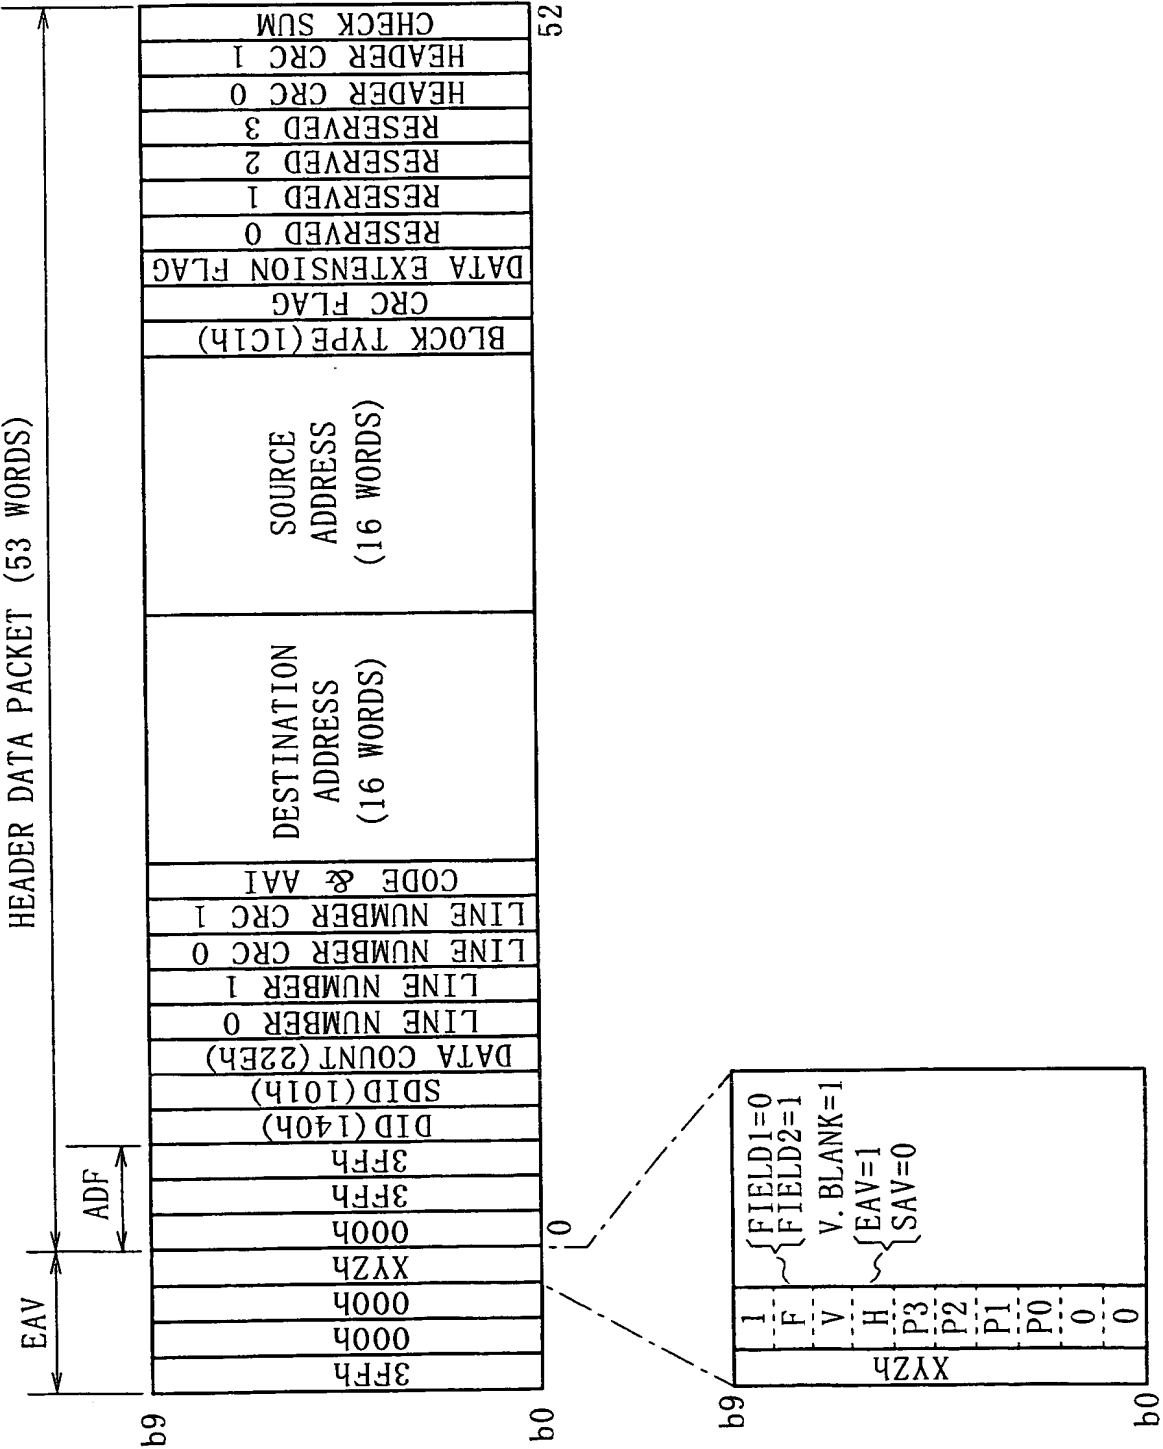 HEADER DATA PACKET (53 WORDS)
EAV
ADF
b9
b0
3FFh
000h
000h
XYZh
000h
3FFh
3FFh
DID(140h)
SDID(101h)
DATA COUNT(22Eh)
LINE NUMBER 0
LINE NUMBER 1
LINE NUMBER CRC 0
LINE NUMBER CRC 1
CODE & AAI
DESTINATION
ADDRESS
(16 WORDS)
SOURCE
ADDRESS
(16 WORDS)
BLOCK TYPE(1C1h)
CRC FLAG
DATA EXTENSION FLAG
RESERVED 0
RESERVED 1
RESERVED 2
RESERVED 3
HEADER CRC 0
HEADER CRC 1
CHECK SUM
0
52
b9
b0
XYZh
1
F
V
H
P3
P2
P1
P0
0
0
FIELD1=0
FIELD2=1
V.BLANK=1
EAV=1
SAV=0